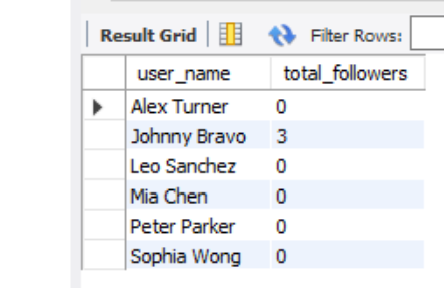 Result Grid Filter Rows:
user_name total_followers
Alex Turner 0
Johnny Bravo 3
Leo Sanchez 0
Mia Chen 0
Peter Parker 0
Sophia Wong 0